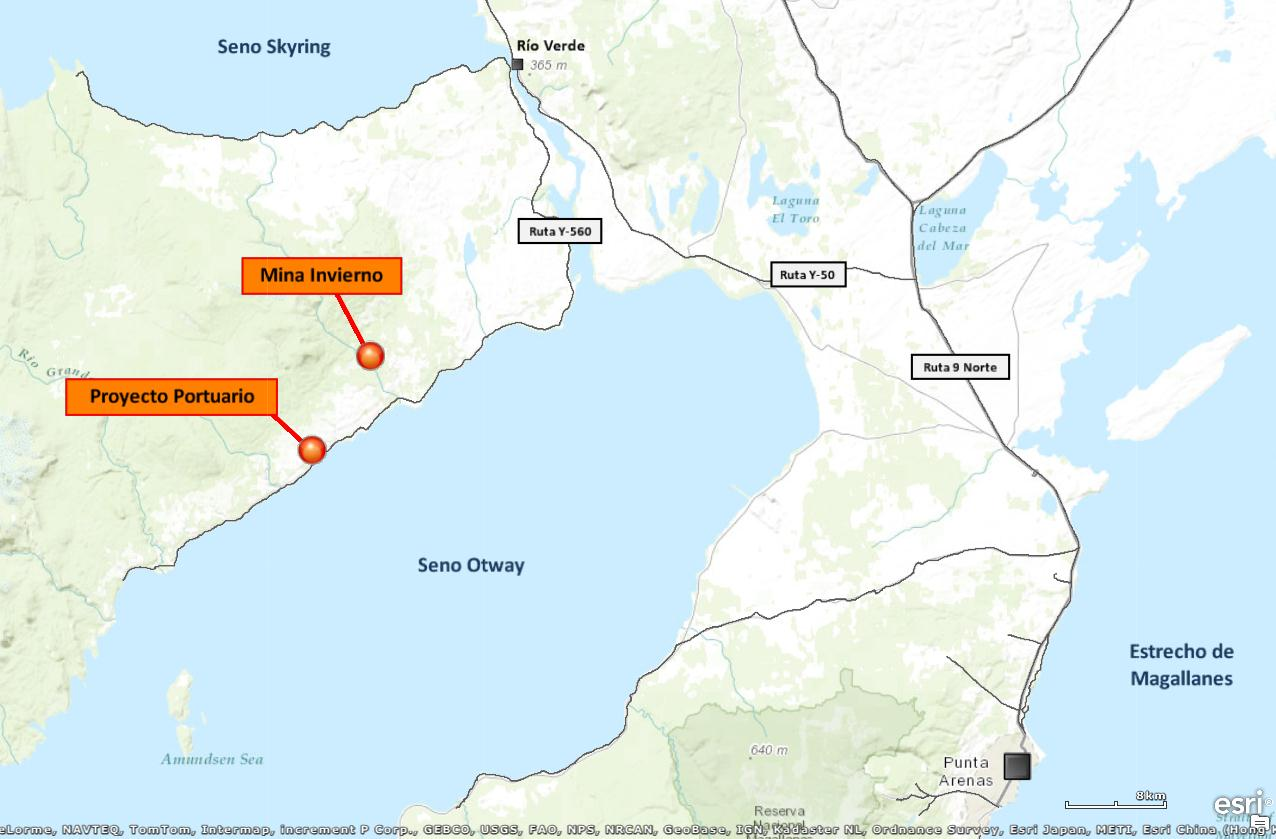 Seno Skyring
Río Verde
365 m
Laguna
El Toro
Laguna
Cabeza
del Mar
Ruta Y-560
Mina Invierno
Ruta Y-50
Río Grande
Ruta 9 Norte
Proyecto Portuario
Seno Otway
Estrecho de
Magallanes
Amundsen Sea
640 m
Punta
Arenas
8km
Reserva
Nacional
Magallanes
esri
eLorme, NAVTEQ, TomTom, Intermap, increment P Corp., GEBCO, USGS, FAO, NPS, NRCAN, GeoBase, IGN, Kadaster NL, Ordnance Survey, Esri Japan, METI, Esri China (Hong